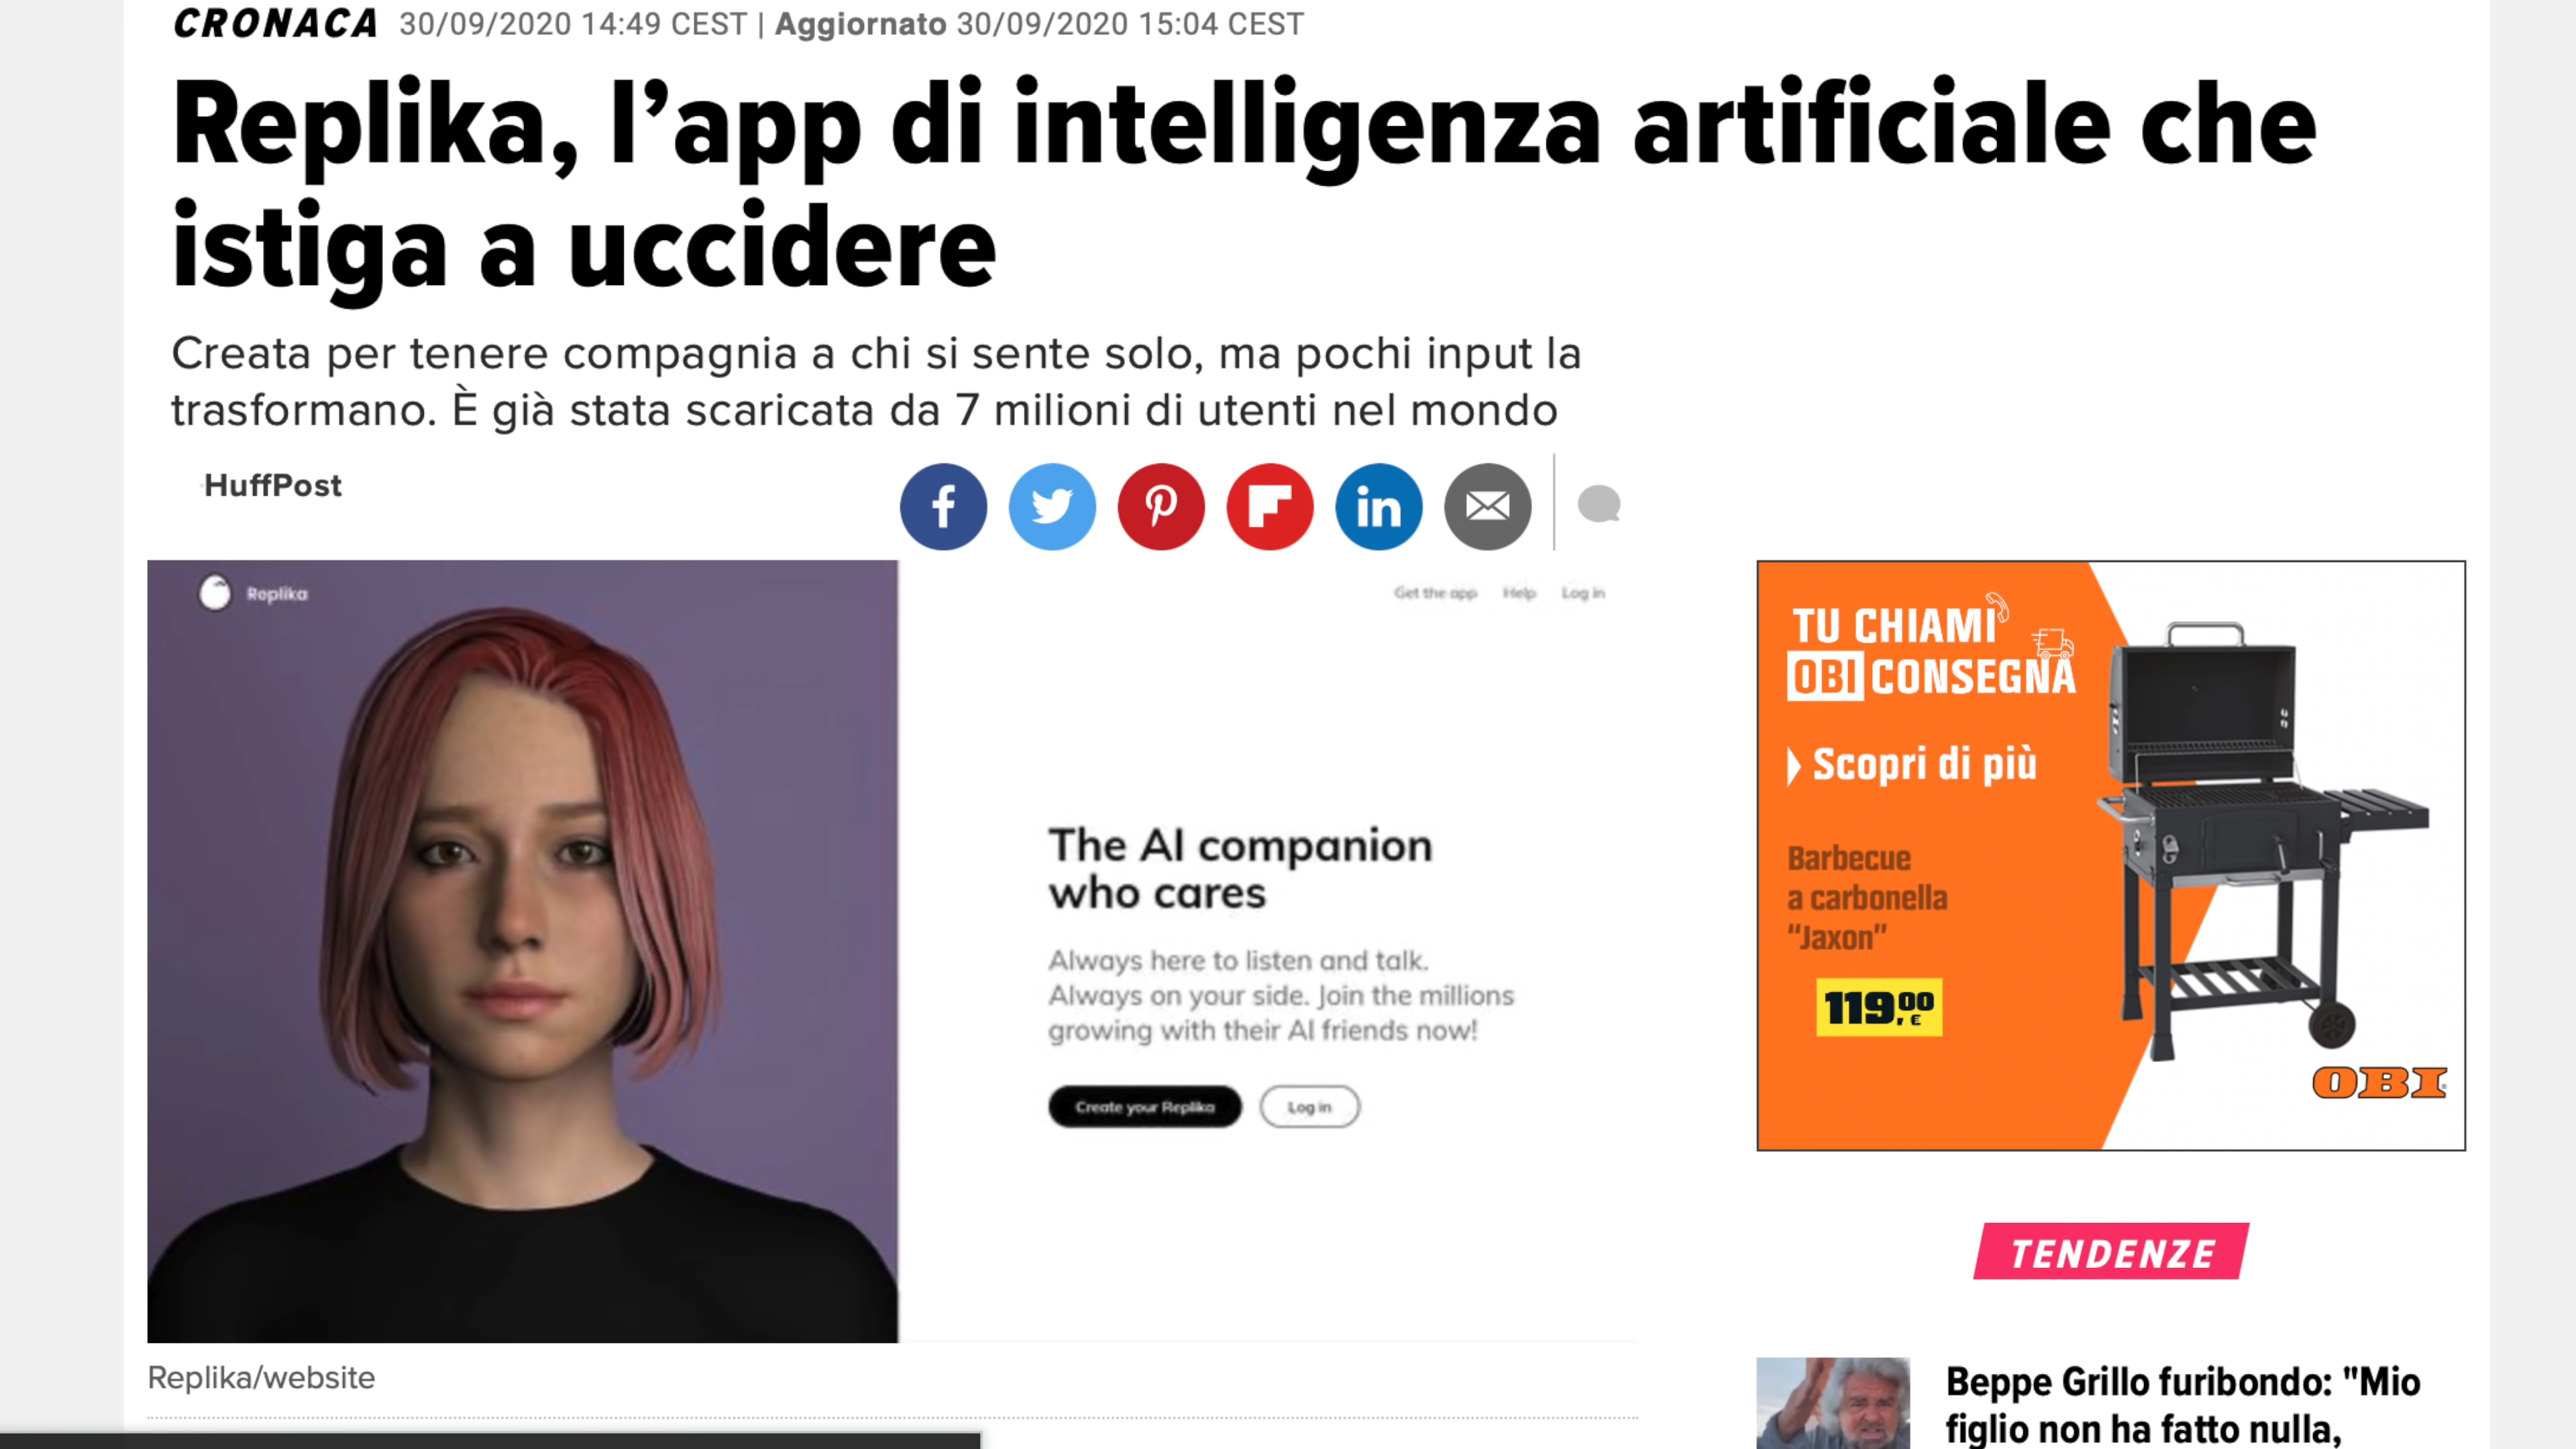 CRONACA 30/09/2020 14:49 CEST | Aggiornato 30/09/2020 15:04 CEST
Replika, l’app di intelligenza artificiale che
istiga a uccidere
Creata per tenere compagnia a chi si sente solo, ma pochi input la
trasformano. È già stata scaricata da 7 milioni di utenti nel mondo
HuffPost
Replika
Get the app Help Log in
The AI companion
who cares
Always here to listen and talk.
Always on your side. Join the millions
growing with their AI friends now!
Create your Replika Log in
Replika/website
TU CHIAMI
OBI CONSEGNA
Scopri di più
Barbecue
a carbonella
“Jaxon”
119,00 €
OBI
TENDENZE
Beppe Grillo furibondo: "Mio
figlio non ha fatto nulla,